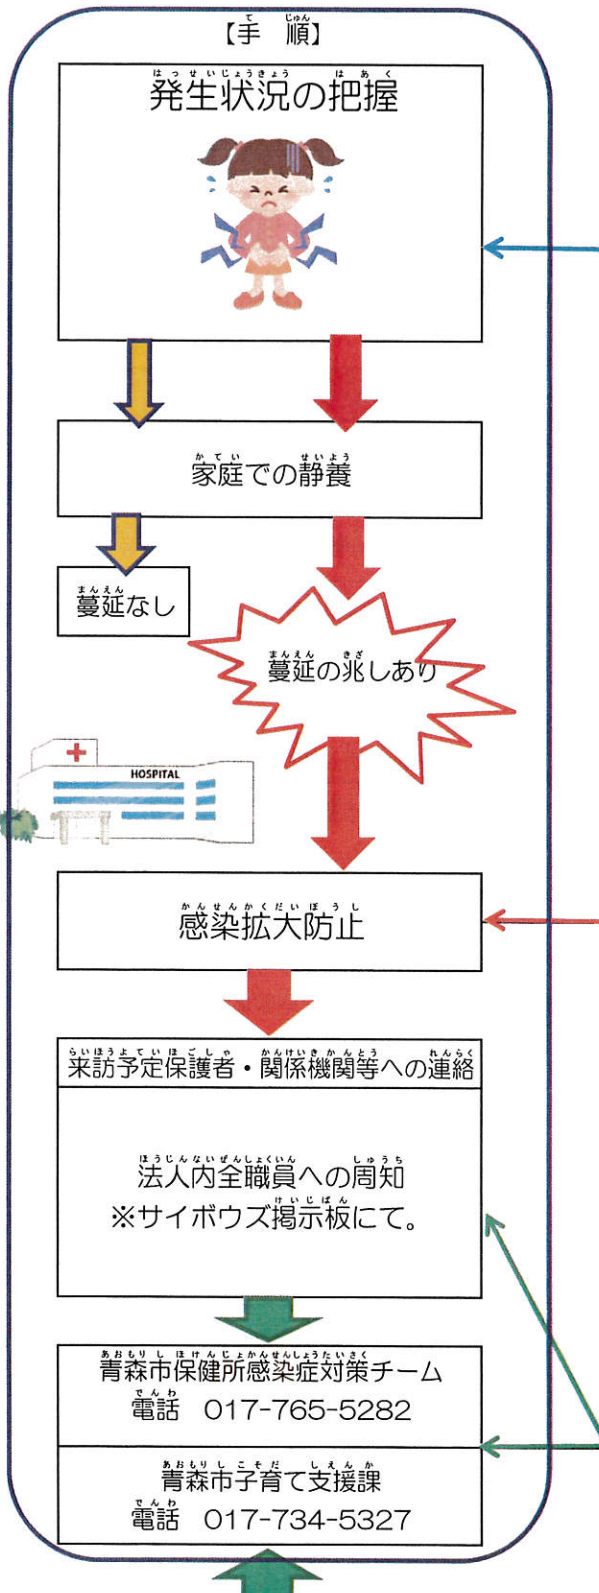 【手順】
発生状況の把握
家庭での静養
蔓延なし
蔓延の兆しあり
HOSPITAL
感染拡大防止
来訪予定保護者・関係機関等への連絡
法人内全職員への周知
※サイボウズ掲示板にて。
青森市保健所感染症対策チーム
電話 017-765-5282
青森市子育て支援課
電話 017-734-5327